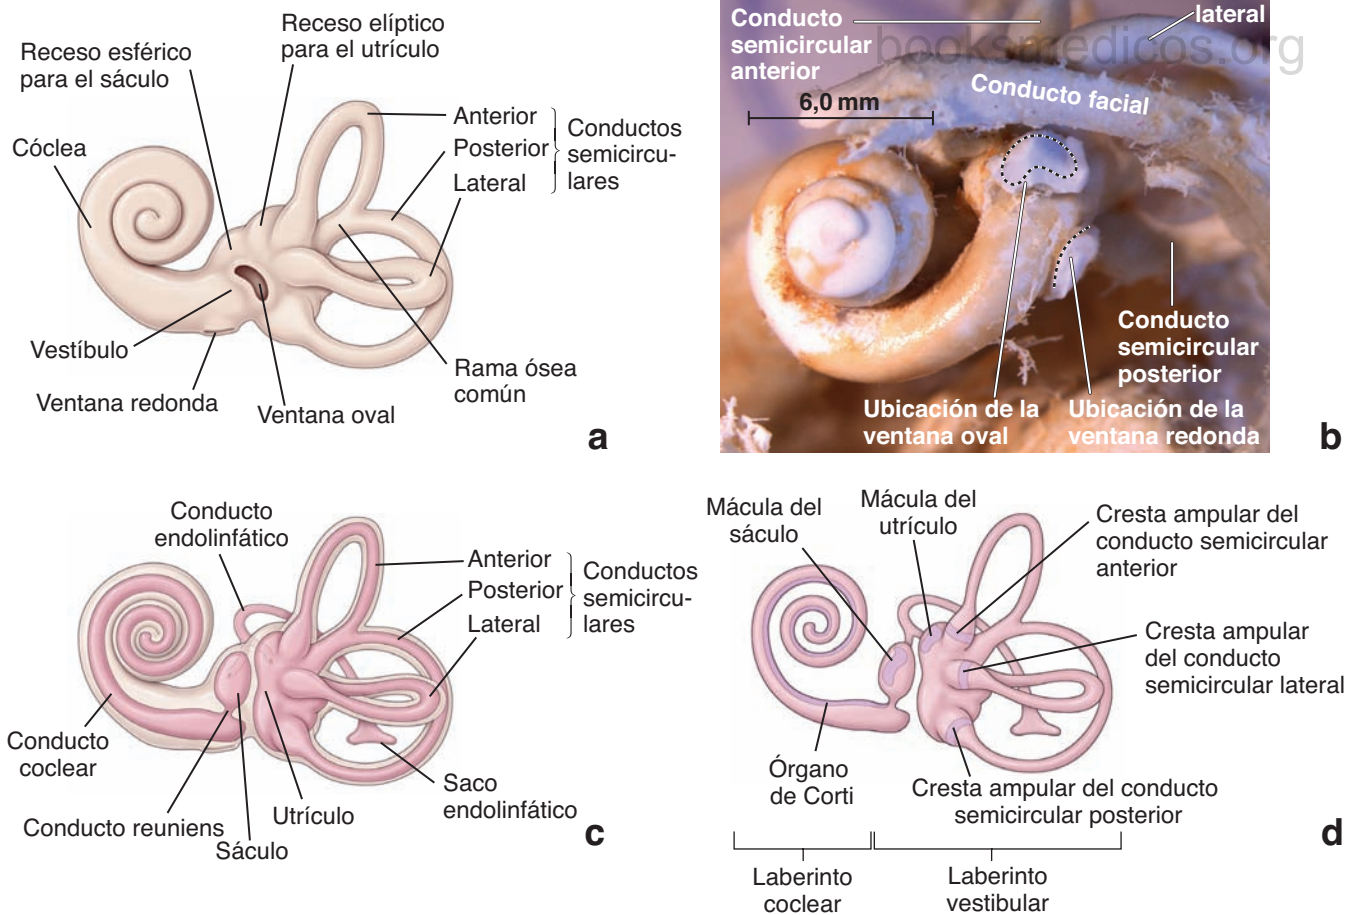 Receso esférico
para el sáculo
Receso elíptico
para el utrículo
Cóclea
Anterior
Posterior
Lateral
Conductos
semicircu-
lares
Vestíbulo
Ventana redonda
Ventana oval
Rama ósea
común
a
Conducto
semicircular
anterior
lateral
booksmedicos.org
6,0 mm
Conducto facial
Conducto
semicircular
posterior
Ubicación de la
ventana oval
Ubicación de la
ventana redonda
b
Conducto
endolinfático
Anterior
Posterior
Lateral
Conductos
semicircu-
lares
Conducto
coclear
Conducto reuniens
Sáculo
Utrículo
Saco
endolinfático
c
Mácula del
sáculo
Mácula del
utrículo
Cresta ampular del
conducto semicircular
anterior
Cresta ampular
del conducto
semicircular lateral
Órgano
de Corti
Cresta ampular del conducto
semicircular posterior
d
Laberinto
coclear
Laberinto
vestibular